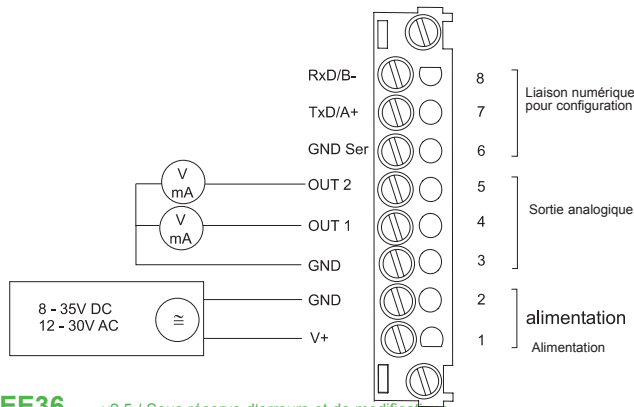 RxD/B- 8
TxD/A+ 7
GND Ser 6
Liaison numérique
pour configuration
V
mA
OUT 2 5
V
mA
OUT 1 4
Sortie analogique
GND 3
GND 2
8 - 35V DC
12 - 30V AC
≅
V+ 1
alimentation
Alimentation
EE36 v2.5 / Sous réserve d'erreurs et de